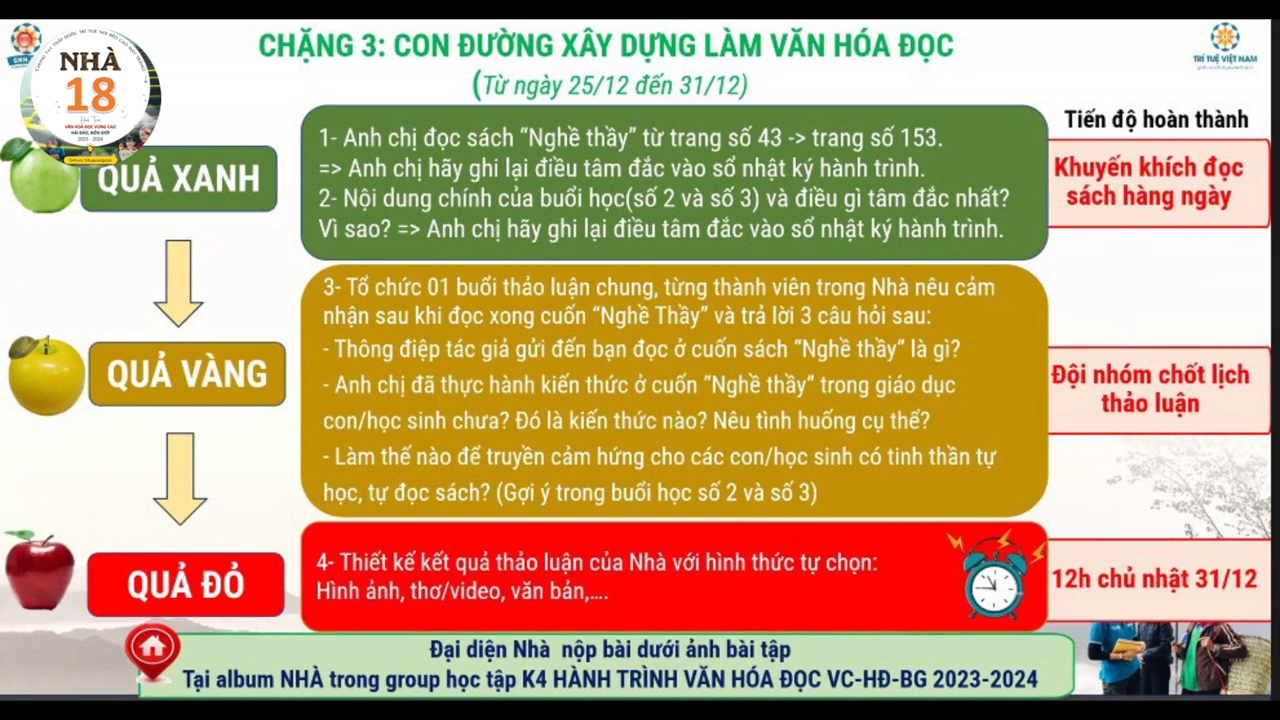 CHẶNG 3: CON ĐƯỜNG XÂY DỰNG LÀM VĂN HÓA ĐỌC
(Từ ngày 25/12 đến 31/12)
NHÀ
18
VĂN HOÁ ĐỌC VÙNG CAO
HẢI ĐẢO, BIÊN GIỚI
2023 - 2024
TRÍ TUỆ VIỆT NAM
Tiến độ hoàn thành
QUẢ XANH
1- Anh chị đọc sách “Nghề thầy” từ trang số 43 -> trang số 153.
=> Anh chị hãy ghi lại điều tâm đắc vào sổ nhật ký hành trình.
2- Nội dung chính của buổi học(số 2 và số 3) và điều gì tâm đắc nhất?
Vì sao? => Anh chị hãy ghi lại điều tâm đắc vào sổ nhật ký hành trình.
Khuyến khích đọc
sách hàng ngày
QUẢ VÀNG
3- Tổ chức 01 buổi thảo luận chung, từng thành viên trong Nhà nêu cảm
nhận sau khi đọc xong cuốn “Nghề Thầy” và trả lời 3 câu hỏi sau:
- Thông điệp tác giả gửi đến bạn đọc ở cuốn sách “Nghề thầy” là gì?
- Anh chị đã thực hành kiến thức ở cuốn “Nghề thầy” trong giáo dục
con/học sinh chưa? Đó là kiến thức nào? Nêu tình huống cụ thể?
- Làm thế nào để truyền cảm hứng cho các con/học sinh có tinh thần tự
học, tự đọc sách? (Gợi ý trong buổi học số 2 và số 3)
Đội nhóm chốt lịch
thảo luận
QUẢ ĐỎ
4- Thiết kế kết quả thảo luận của Nhà với hình thức tự chọn:
Hình ảnh, thơ/video, văn bản,....
12h chủ nhật 31/12
Đại diện Nhà nộp bài dưới ảnh bài tập
Tại album NHÀ trong group học tập K4 HÀNH TRÌNH VĂN HÓA ĐỌC VC-HĐ-BG 2023-2024